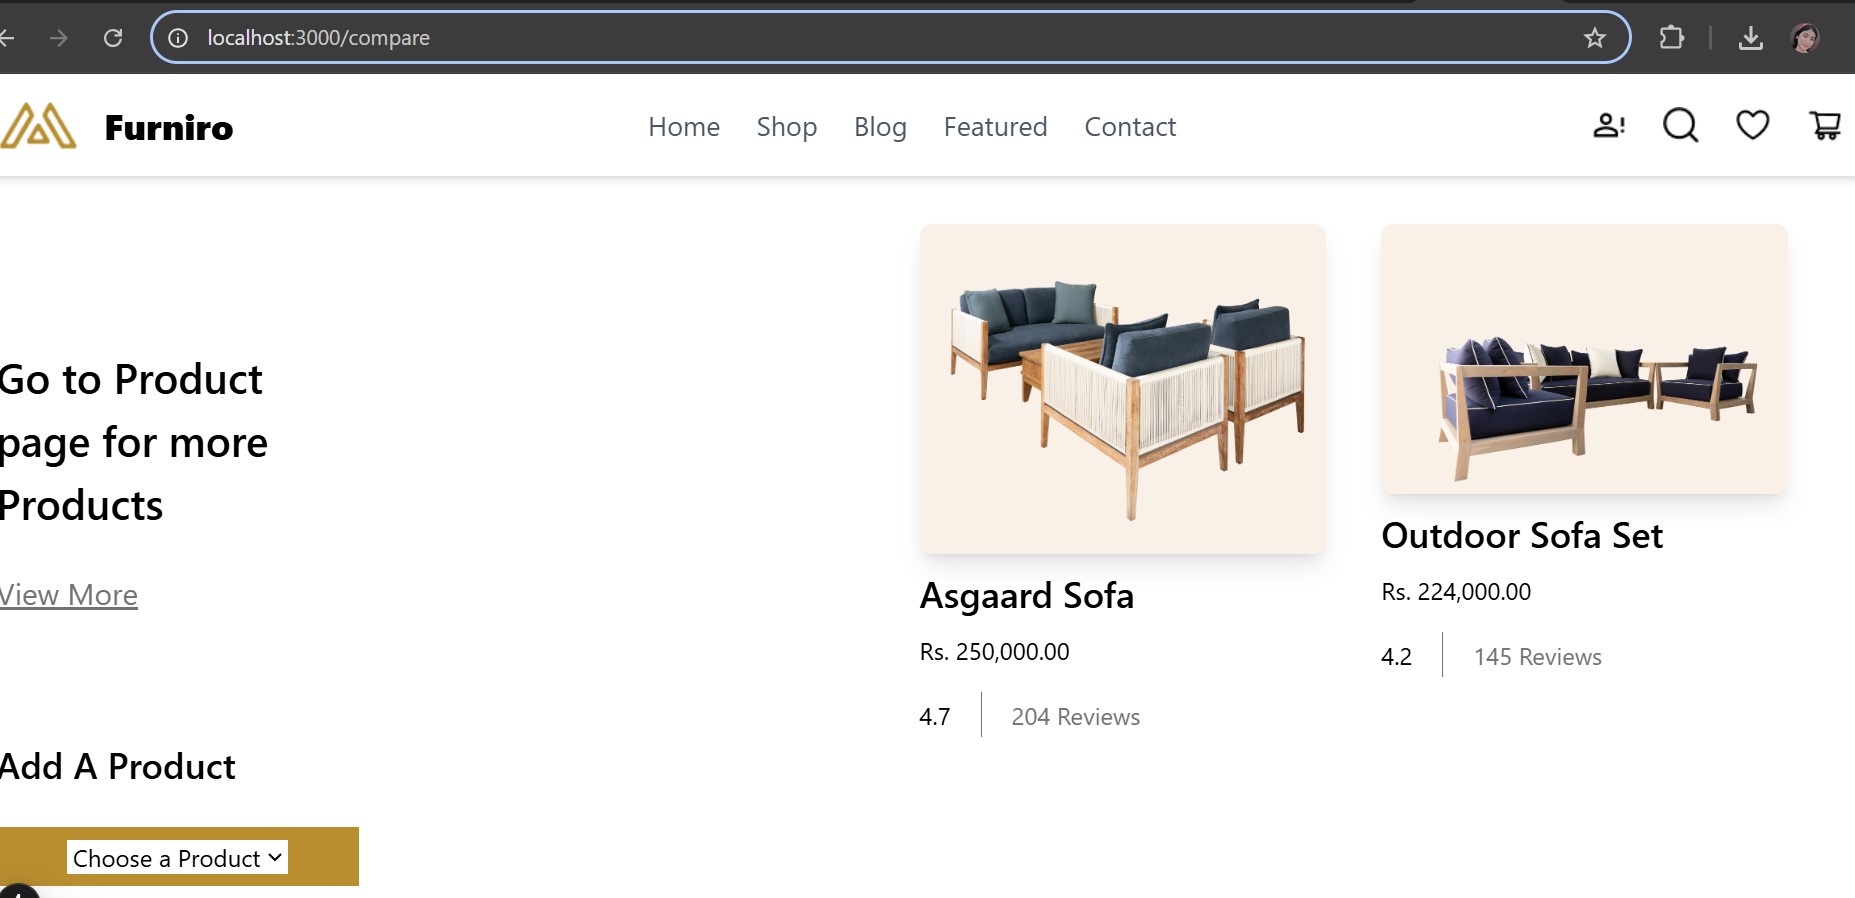 localhost:3000/compare
Furniro
Home Shop Blog Featured Contact
Go to Product
page for more
Products
View More
Asgaard Sofa
Rs. 250,000.00
4.7 204 Reviews
Outdoor Sofa Set
Rs. 224,000.00
4.2 145 Reviews
Add A Product
Choose a Product